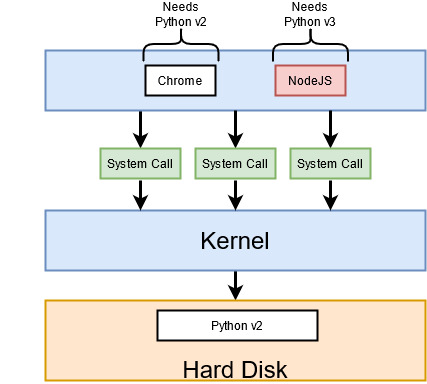 Needs
Python v2
Needs
Python v3
Chrome
NodeJS
System Call
System Call
System Call
Kernel
Python v2
Hard Disk